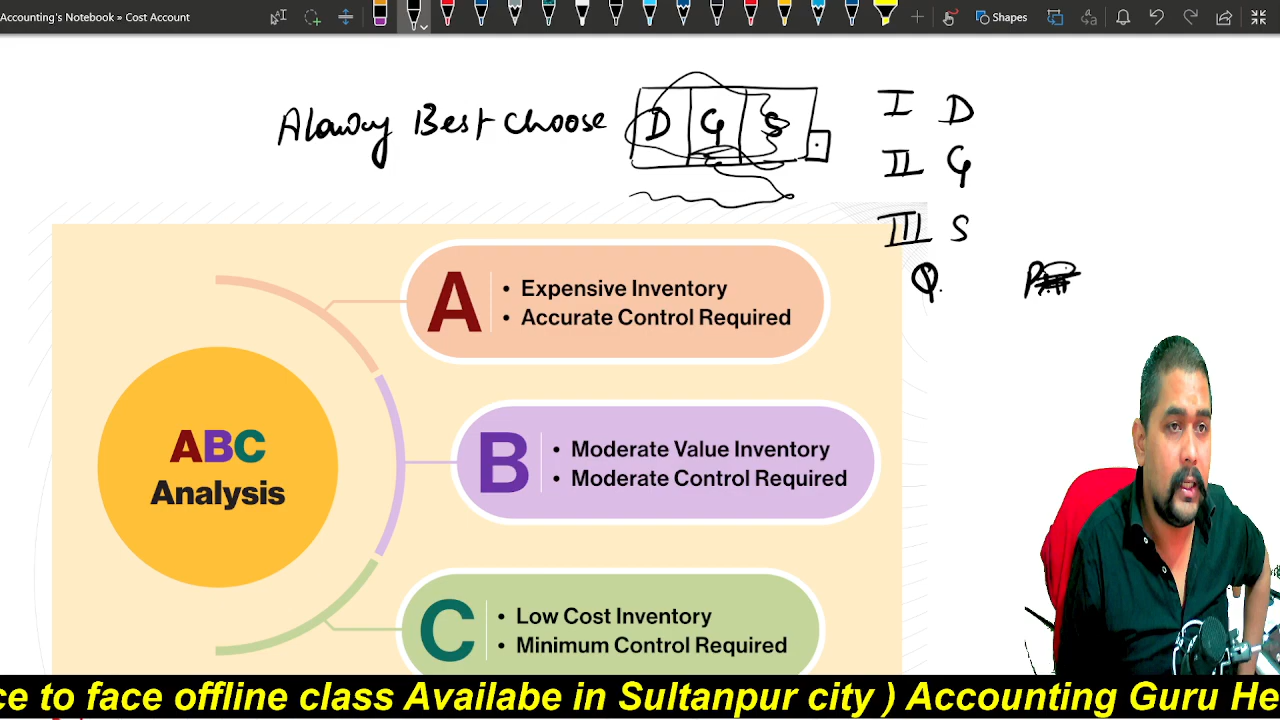 Accounting's Notebook » Cost Account
Shapes
Alaway Best choose D G S
I D
II G
III S
Q.
A
• Expensive Inventory
• Accurate Control Required
ABC
Analysis
B
• Moderate Value Inventory
• Moderate Control Required
C
• Low Cost Inventory
• Minimum Control Required
ce to face offline class Availabe in Sultanpur city ) Accounting Guru He